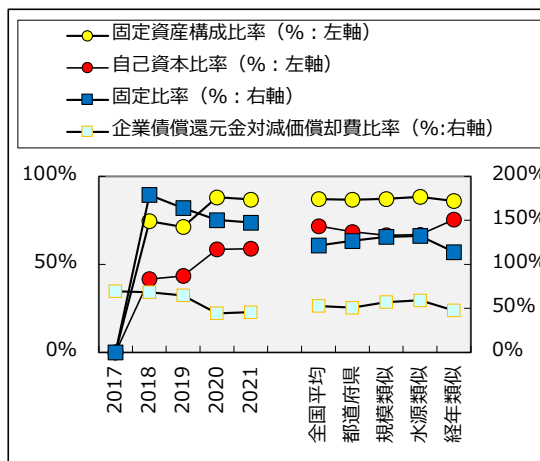 固定資産構成比率（%：左軸）
自己資本比率（%：左軸）
固定比率（%：右軸）
企業債償還元金対減価償却費比率（%:右軸）
100%
50%
0%
200%
150%
100%
50%
0%
2017
2018
2019
2020
2021
全国平均
都道府県
規模類似
水源類似
経年類似